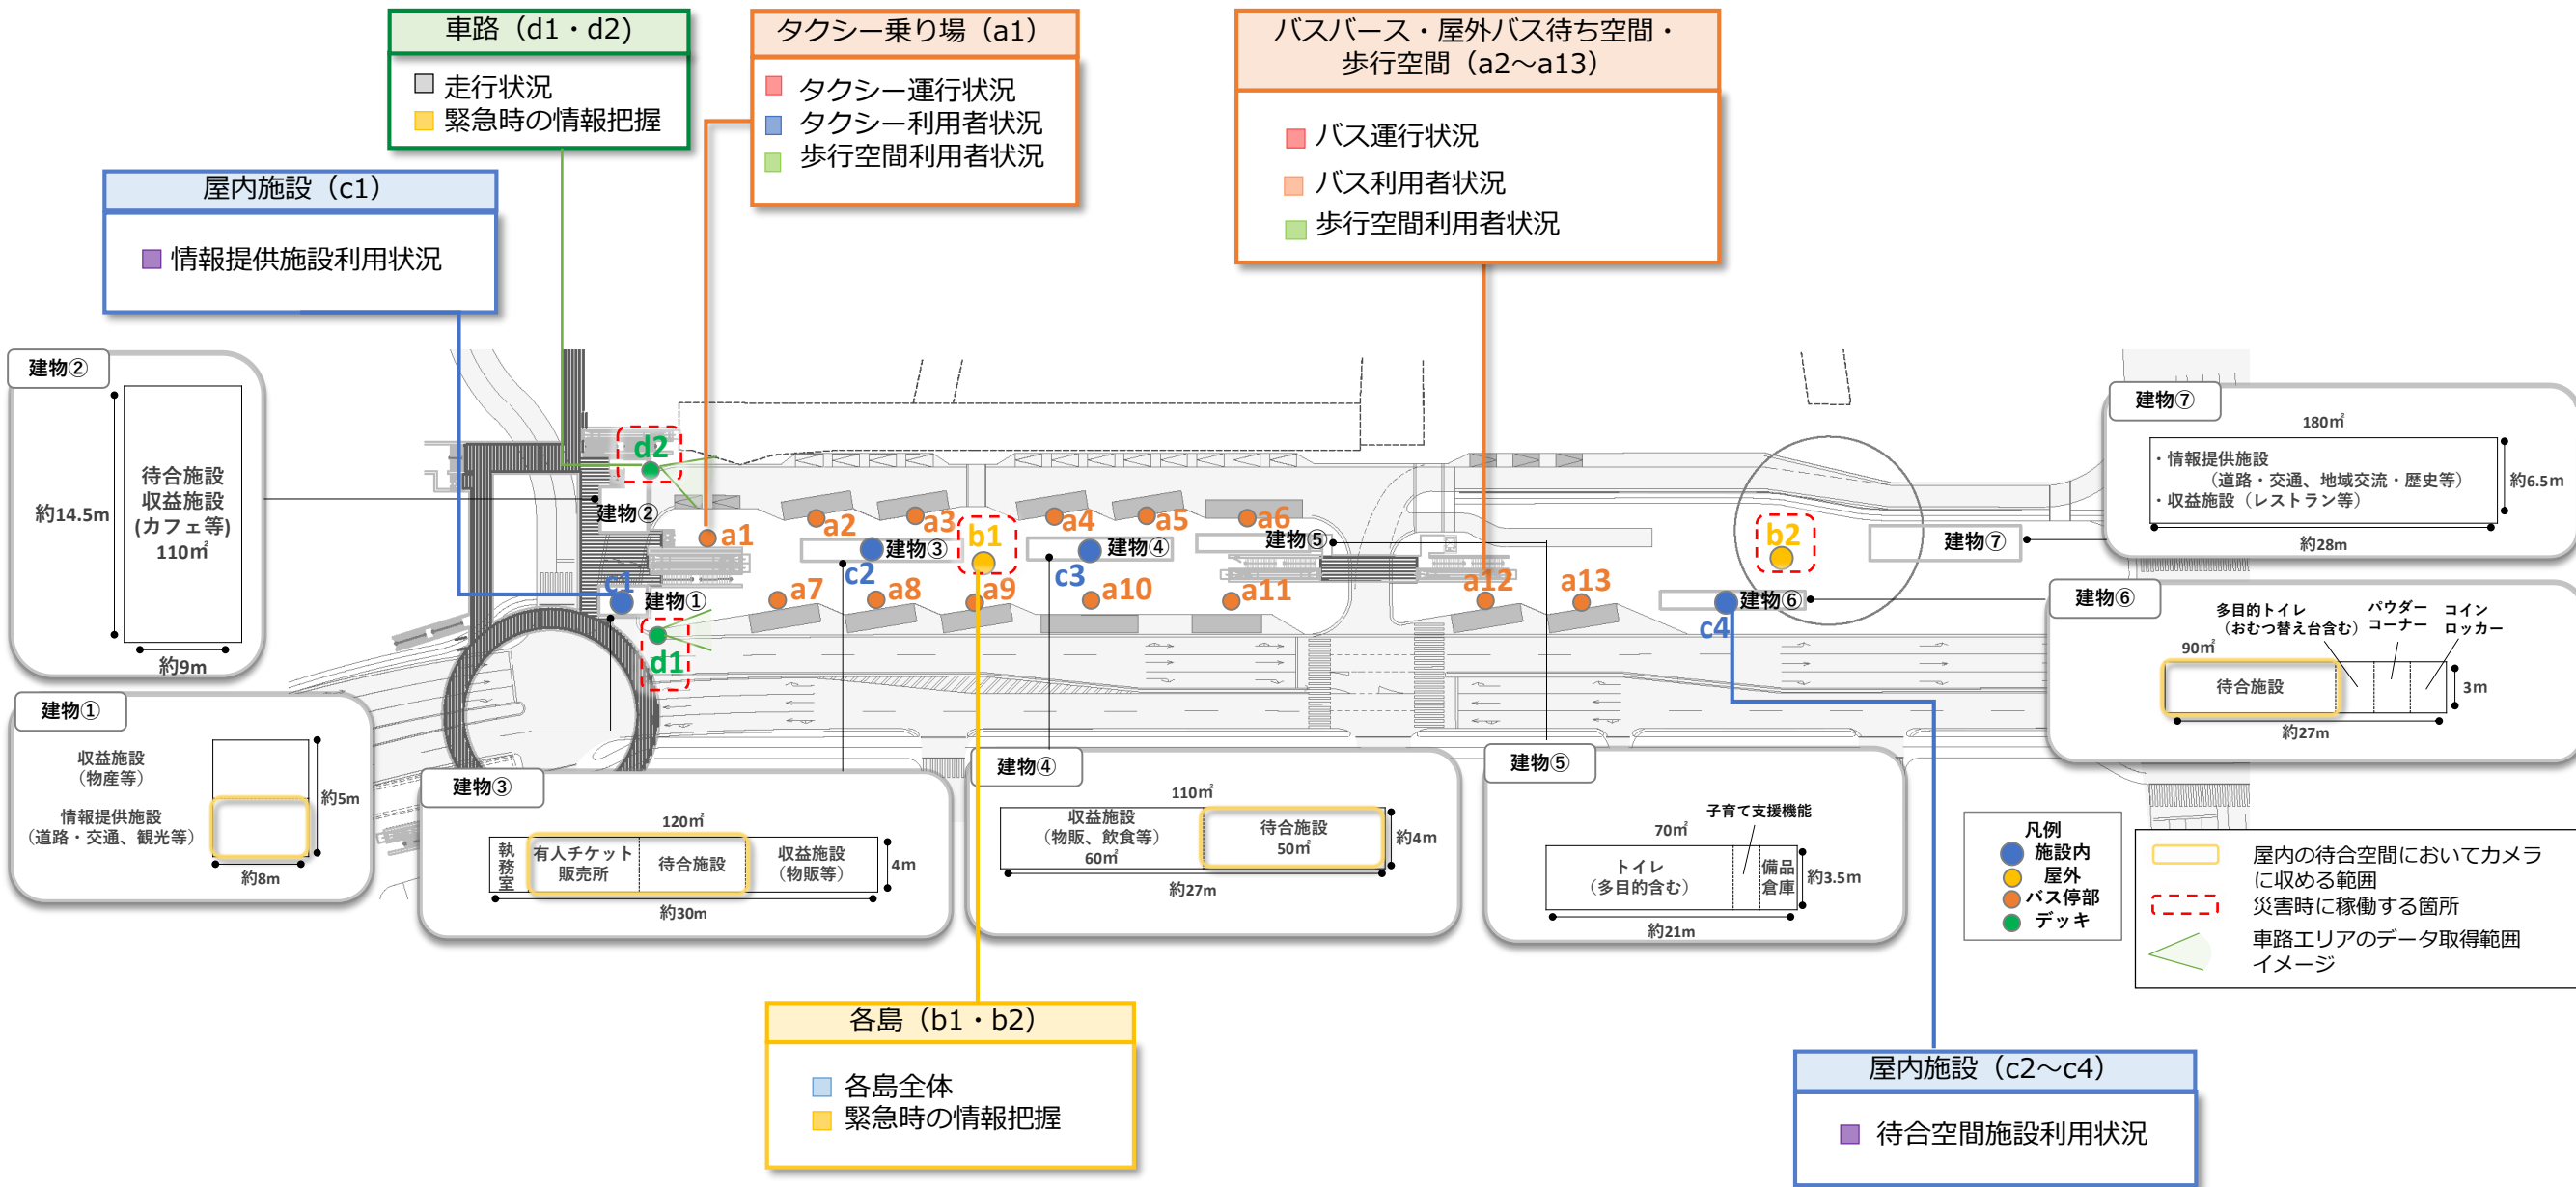 車路（d1・d2）
走行状況
緊急時の情報把握
タクシー乗り場（a1）
タクシー運行状況
タクシー利用者状況
歩行空間利用者状況
バスバース・屋外バス待ち空間・
歩行空間（a2～a13）
バス運行状況
バス利用者状況
歩行空間利用者状況
屋内施設（c1）
情報提供施設利用状況
建物②
約14.5m
待合施設
収益施設
(カフェ等)
110㎡
約9m
建物①
収益施設
（物産等）
情報提供施設
（道路・交通、観光等）
約5m
約8m
d2
建物②
a1
a2
a3
b1
a4
a5
a6
b2
建物③
建物④
建物⑤
建物⑦
c1
c2
c3
建物①
a7
a8
a9
a10
a11
a12
a13
建物⑥
c4
d1
建物⑦
180㎡
・情報提供施設
（道路・交通、地域交流・歴史等）
・収益施設（レストラン等）
約6.5m
約28m
建物⑥
多目的トイレ
（おむつ替え台含む）
パウダー
コーナー
コイン
ロッカー
90㎡
待合施設
3m
約27m
建物③
120㎡
執務室
有人チケット
販売所
待合施設
収益施設
（物販等）
4m
約30m
建物④
110㎡
収益施設
（物販、飲食等）
60㎡
待合施設
50㎡
約4m
約27m
建物⑤
子育て支援機能
70㎡
トイレ
（多目的含む）
備品
倉庫
約3.5m
約21m
凡例
施設内
屋外
バス停部
デッキ
屋内の待合空間においてカメラ
に収める範囲
災害時に稼働する箇所
車路エリアのデータ取得範囲
イメージ
各島（b1・b2）
各島全体
緊急時の情報把握
屋内施設（c2～c4）
待合空間施設利用状況